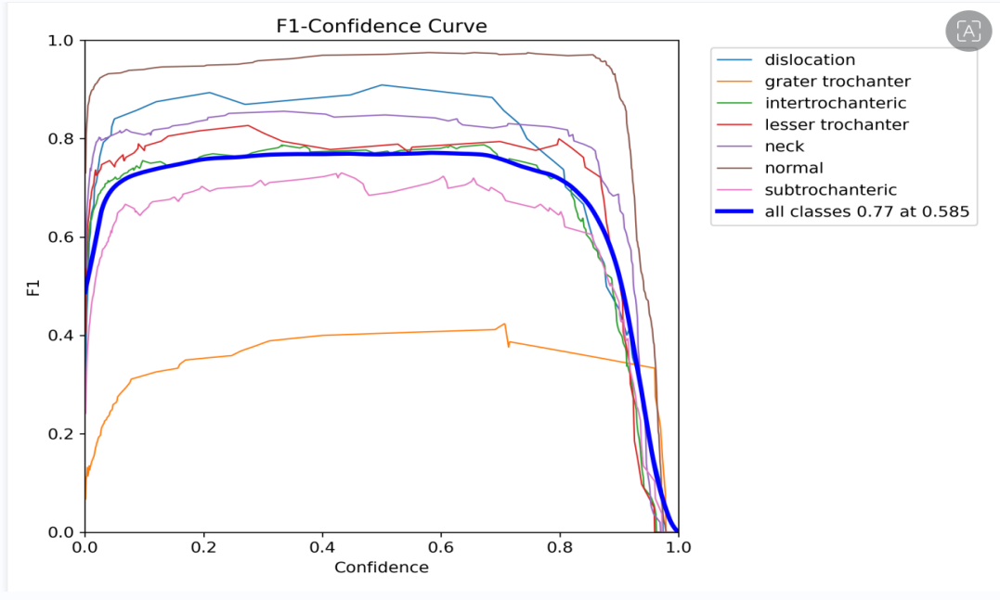 F1-Confidence Curve
A
1.0
0.8
0.6
0.4
0.2
0.0
F1
0.0 0.2 0.4 0.6 0.8 1.0
Confidence
dislocation
grater trochanter
intertrochanteric
lesser trochanter
neck
normal
subtrochanteric
all classes 0.77 at 0.585